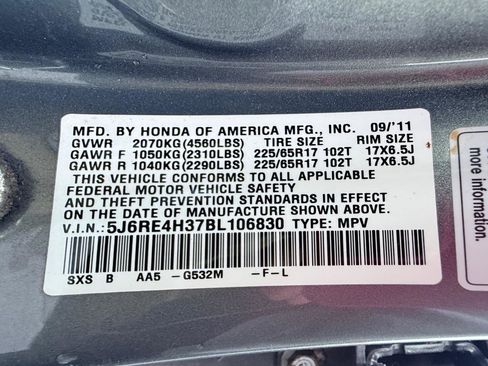 MFD. BY HONDA OF AMERICA MFG., INC. 09/'11
GVWR 2070KG(4560LBS) TIRE SIZE RIM SIZE
GAWR F 1050KG(2310LBS) 225/65R17 102T 17X6.5J
GAWR R 1040KG(2290LBS) 225/65R17 102T 17X6.5J
THIS VEHICLE CONFORMS TO ALL APPLICABLE
FEDERAL MOTOR VEHICLE SAFETY
AND THEFT PREVENTION STANDARDS IN EFFECT
ON THE DATE OF MANUFACTURE SHOWN ABOVE.
V.I.N.: 5J6RE4H37BL106830 TYPE: MPV
SXS B AA5 -G532M -F-L